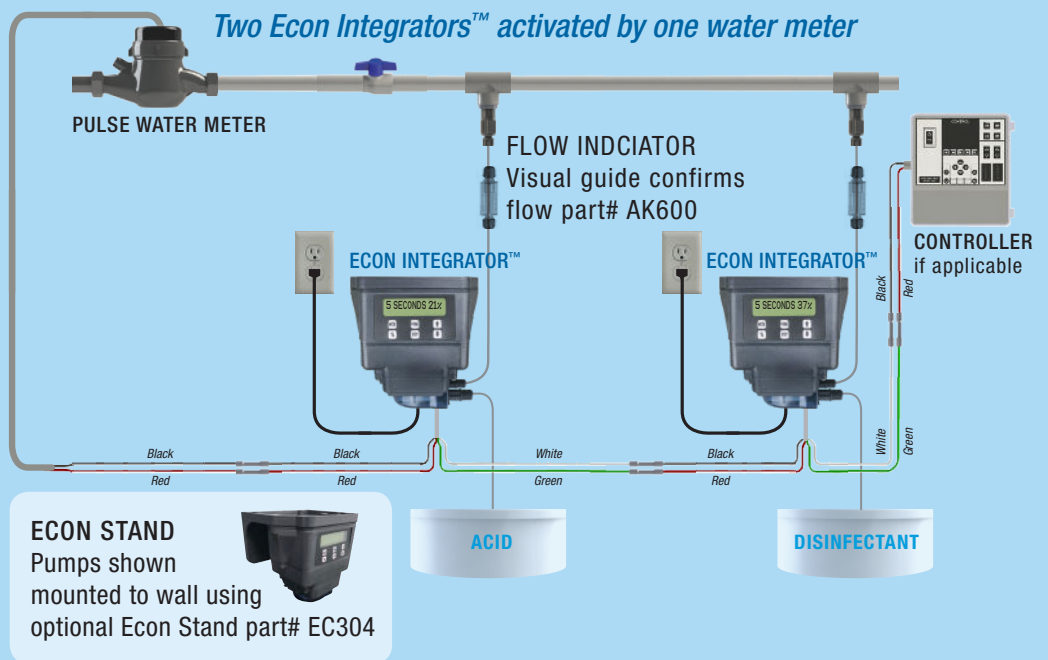 Two Econ Integrators™ activated by one water meter
PULSE WATER METER
FLOW INDCIATOR
Visual guide confirms
flow part# AK600
CONTROLLER
if applicable
ECON INTEGRATOR™
5 SECONDS 21%
ECON INTEGRATOR™
5 SECONDS 37%
Black
Red
White
Green
Black
Black
White
Black
Red
Red
Green
Red
ACID
DISINFECTANT
ECON STAND
Pumps shown
mounted to wall using
optional Econ Stand part# EC304